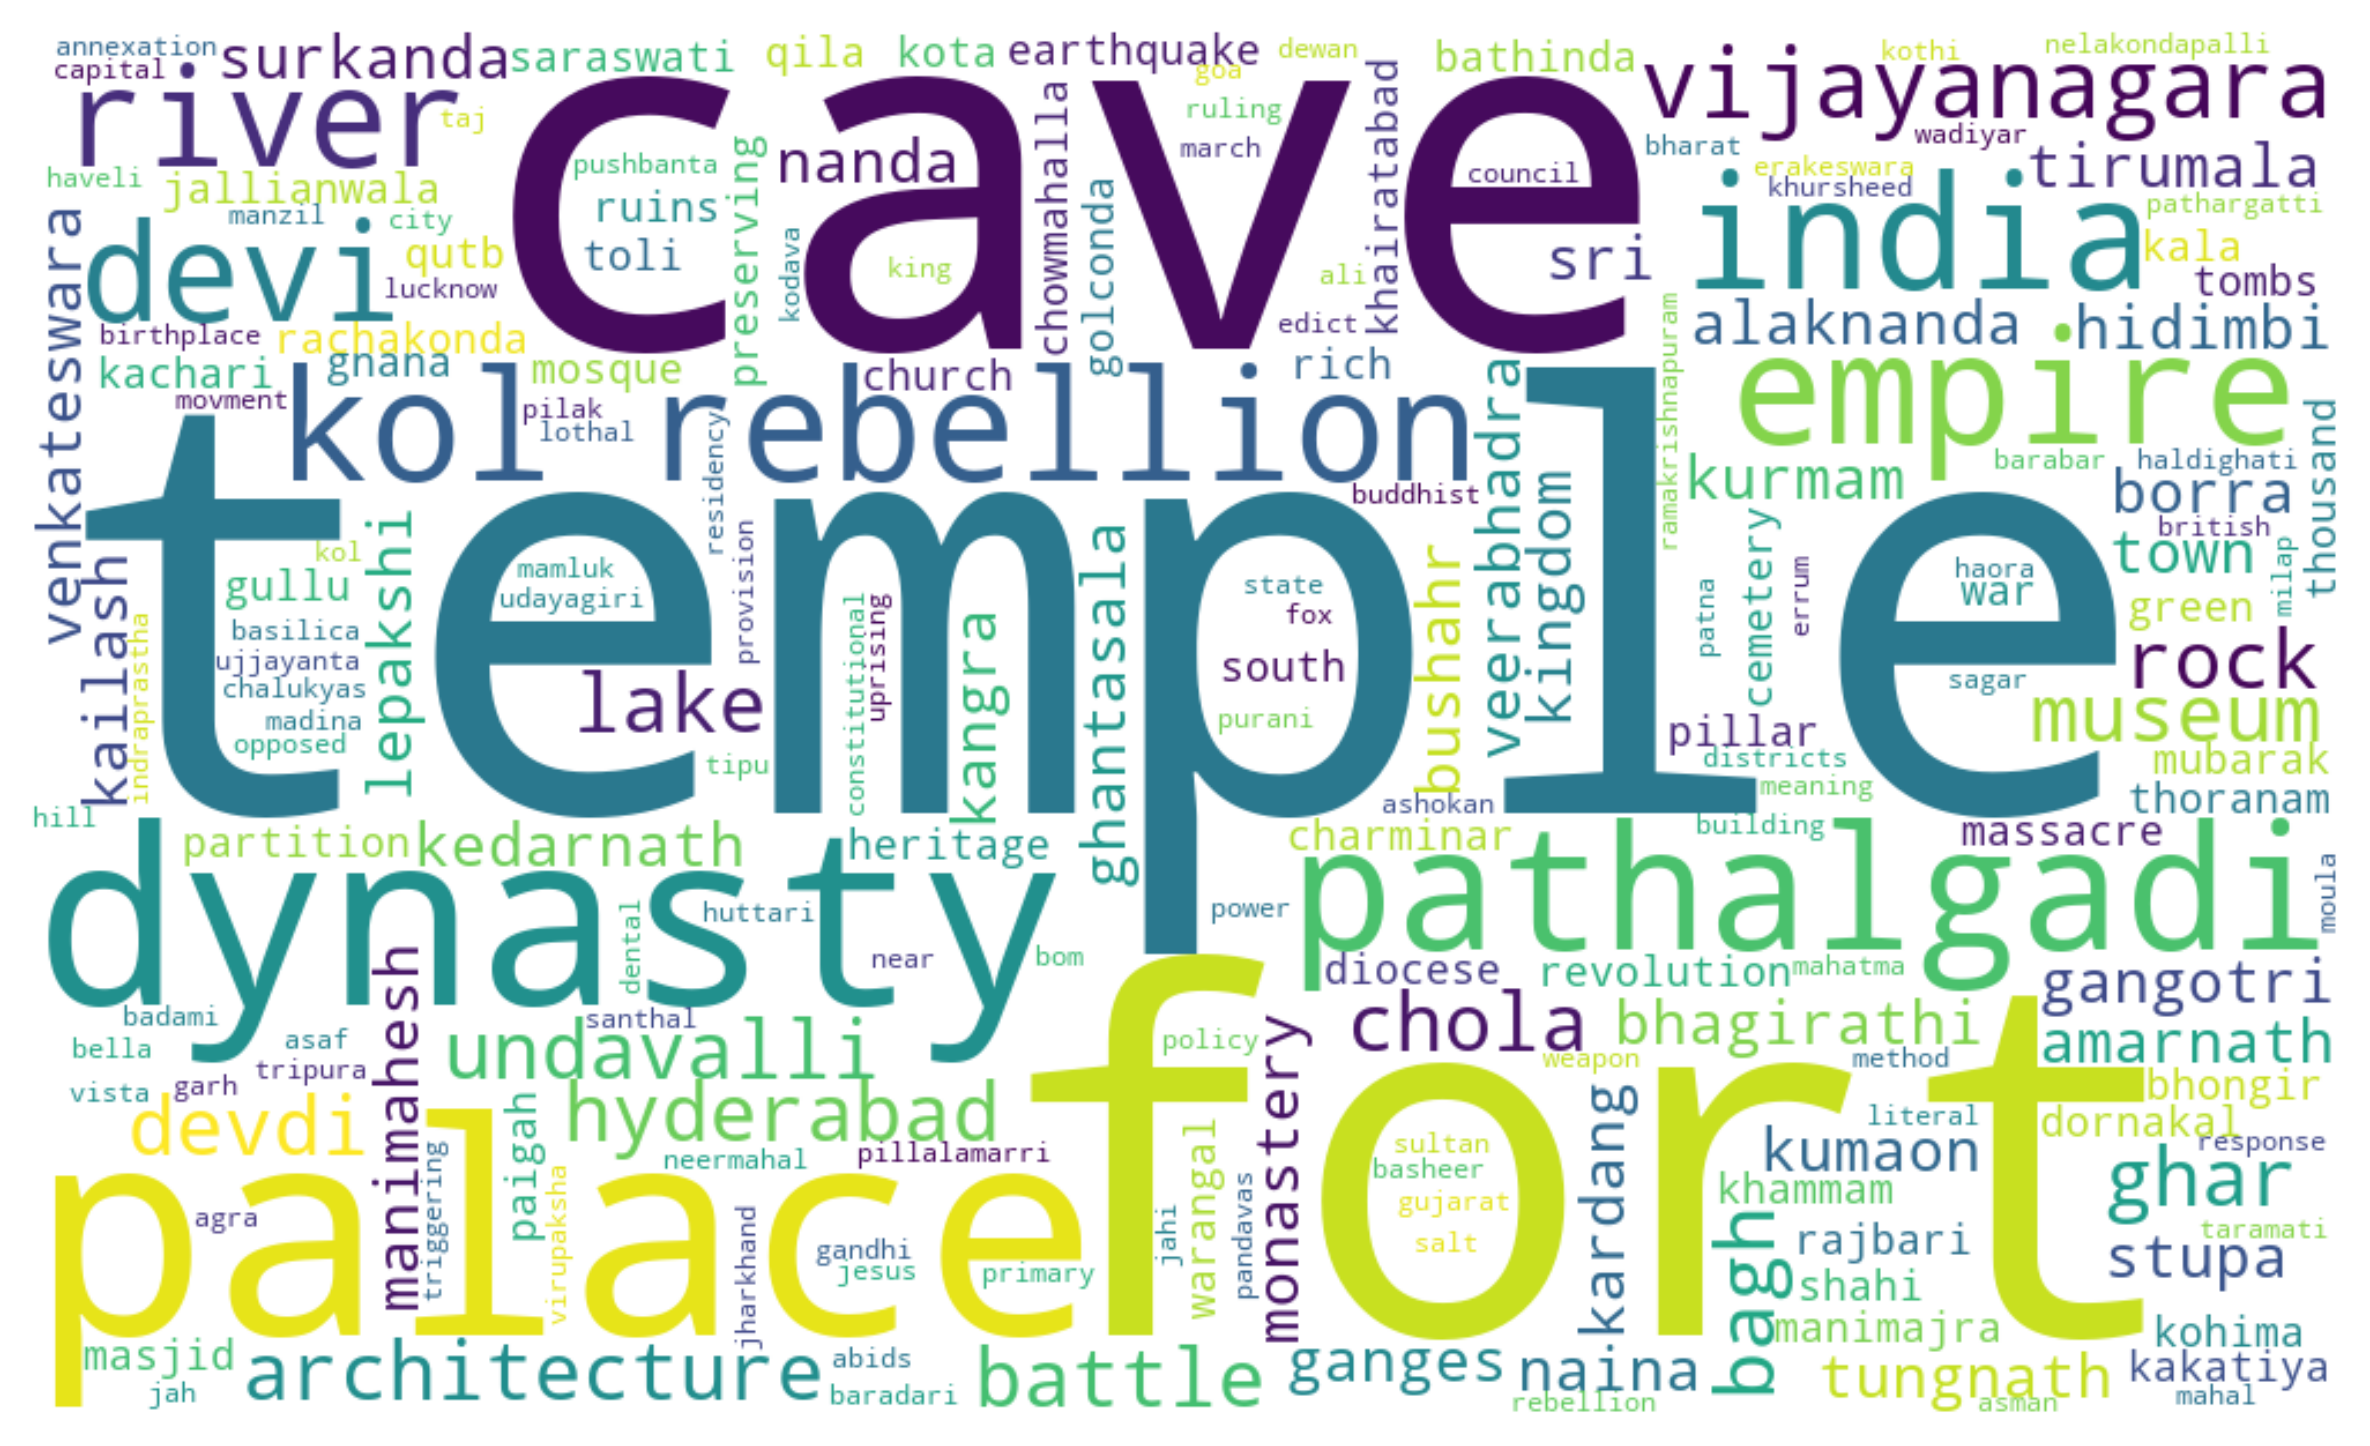 annexation
surkanda
saraswati
qila
kota
earthquake
dewan
bathinda
kothi
nelakondapalli
capital
goa
vijayanagara
river
taj
cave
chowmahalla
ruling
khairatabad
wadiyar
pushbanta
nanda
march
council
bharat
erakeswara
tirumala
haveli
jallianwala
preserving
khursheed
manzil
city
ruins
golconda
india
pathargatti
devi
qutb
toli
kodava
king
ali
sri
kala
lucknow
tombs
venkateswara
birthplace
rachakonda
edict
ramakrishnapuram
alaknanda
hidimbi
kachari
gnana
mosque
church
rich
empire
movment
pilak
lothal
kol rebellion
veerabhadra
kurmam
barabar
haldighati
thousand
residency
buddhist
kingdom
borra
british
temple
kol
lepakshi
mamluk
provision
ghantasala
state
bushahr
cemetery
haora
town
milap
kailash
gullu
udayagiri
constitutional
uprising
kangra
fox
patna
errum
war
green
indraprastha
basilica
ujjayanta
south
rock
chalukyas
lake
sagar
madina
purani
pillar
museum
opposed
tipu
districts
mubarak
meaning
hill
ashokan
thoranam
partition
kedarnath
heritage
charminar
building
massacre
dynasty
pathalgadi
moula
dental
huttari
power
near
bom
diocese
revolution
mahatma
gangotri
manimahesh
badami
santhal
chola
bhagirathi
bella
asaf
undavalli
policy
monastery
amarnath
tripura
fort
weapon
method
vista
garh
devdi
hyderabad
paigah
kardang
bhongir
literal
dornakal
triggering
neermahal
pillalamarri
warangal
sultan
kumaon
response
palace
virupaksha
basheer
khammam
ghar
agra
jharkhand
jahi
pandavas
gujarat
bagh
taramati
gandhi
salt
rajbari
stupa
jesus
primary
shahi
masjid
manimajra
kohima
architecture
abids
battle
ganges
naina
tungnath
kakatiya
jah
baradari
rebellion
asman
mahal